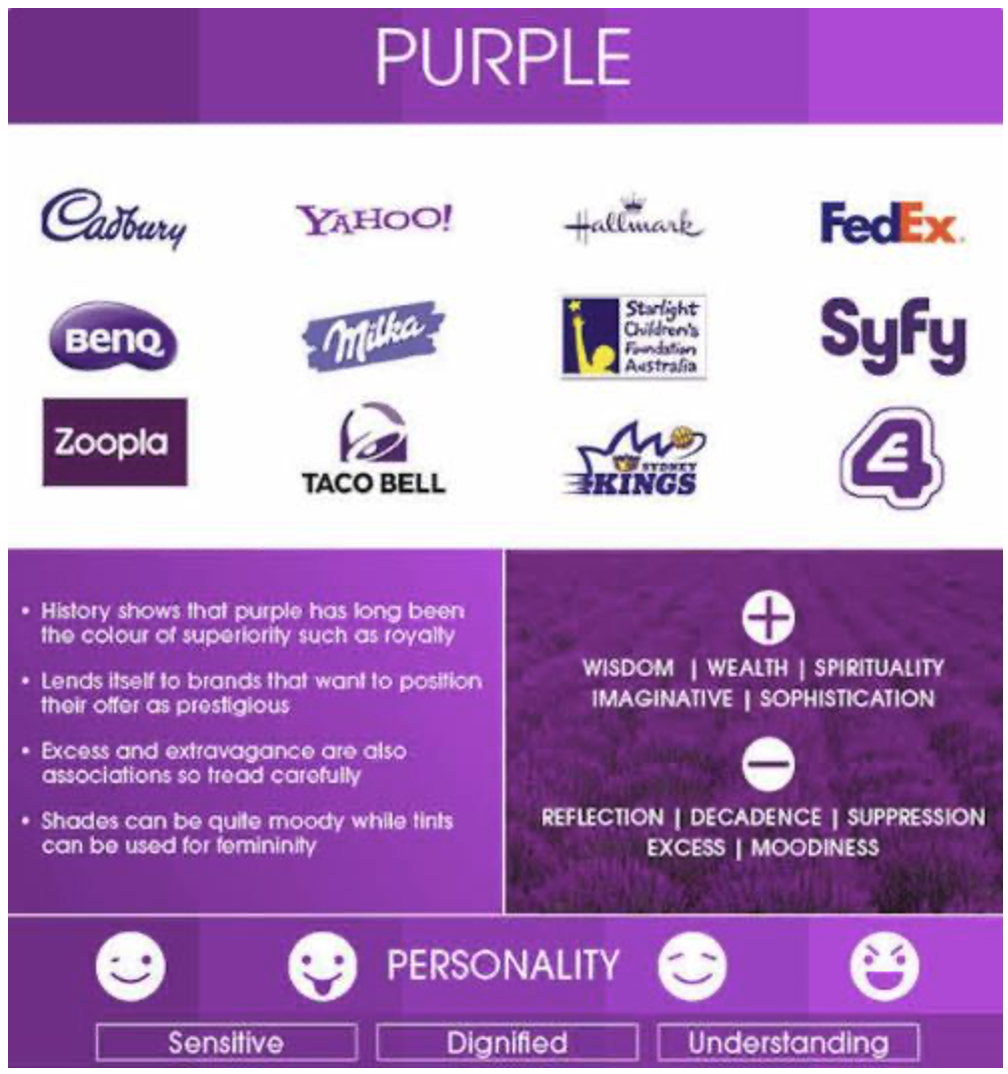 PURPLE
Cadbury
YAHOO!
Hallmark
FedEx
BenQ
Milka
Starlight
Children's
Foundation
Australia
Syfy
Zoopla
TACO BELL
SYDNEY
KINGS
E4
• History shows that purple has long been
the colour of superiority such as royalty
• Lends itself to brands that want to position
their offer as prestigious
• Excess and extravagance are also
associations so tread carefully
• Shades can be quite moody while tints
can be used for femininity
+
WISDOM | WEALTH | SPIRITUALITY
IMAGINATIVE | SOPHISTICATION
−
REFLECTION | DECADENCE | SUPPRESSION
EXCESS | MOODINESS
PERSONALITY
Sensitive
Dignified
Understanding